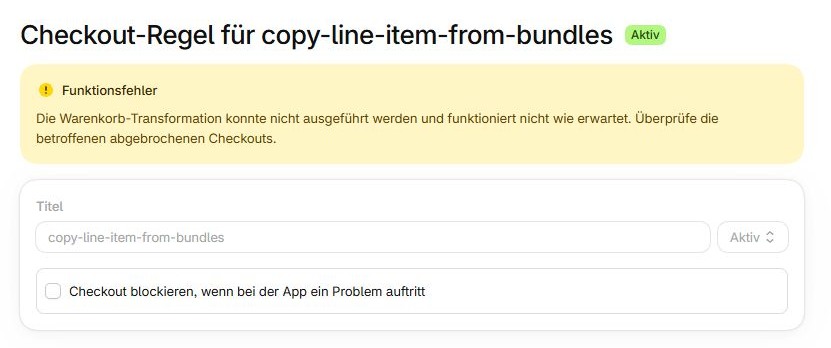 Checkout-Regel für copy-line-item-from-bundles Aktiv
Funktionsfehler
Die Warenkorb-Transformation konnte nicht ausgeführt werden und funktioniert nicht wie erwartet. Überprüfe die
betroffenen abgebrochenen Checkouts.
Titel
copy-line-item-from-bundles Aktiv
Checkout blockieren, wenn bei der App ein Problem auftritt